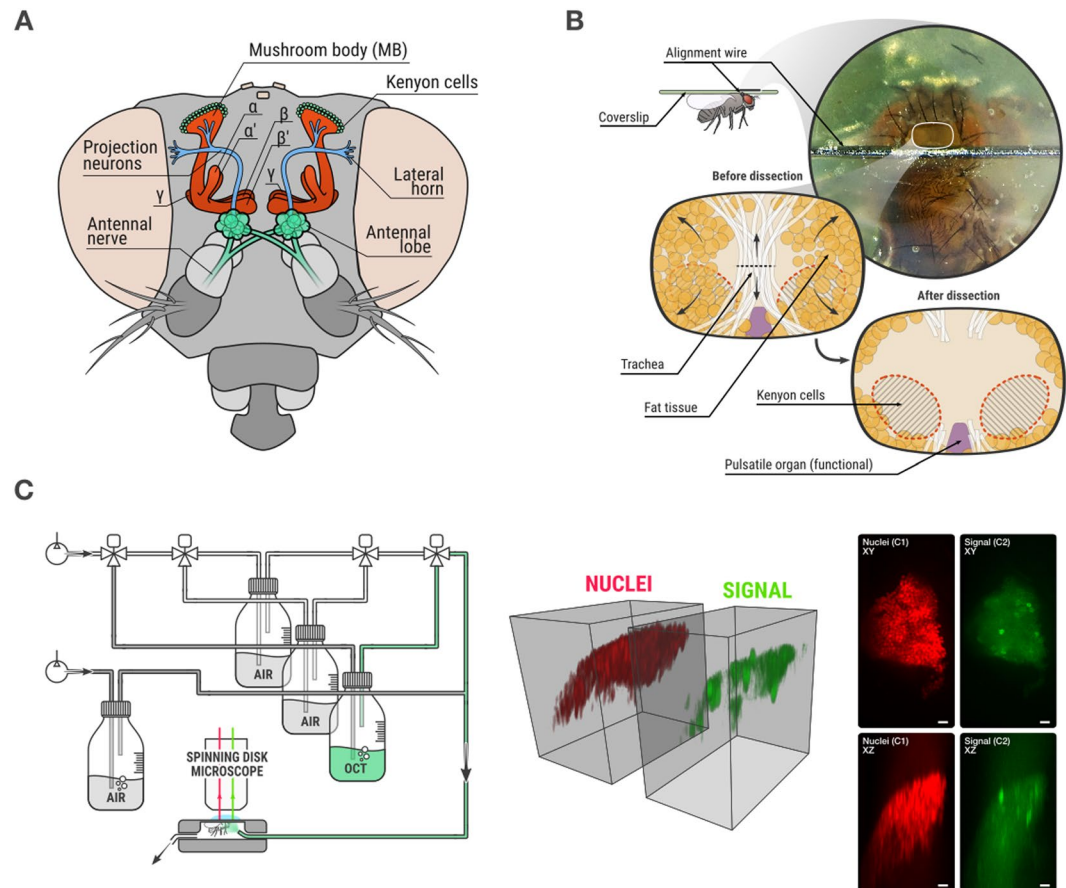 A
Mushroom body (MB)
Kenyon cells
α
α'
β
β'
Projection
neurons
γ
γ
Lateral
horn
Antennal
nerve
Antennal
lobe
B
Alignment wire
Coverslip
Before dissection
After dissection
Trachea
Fat tissue
Kenyon cells
Pulsatile organ (functional)
C
AIR
AIR
OCT
AIR
SPINNING DISK
MICROSCOPE
NUCLEI
SIGNAL
Nuclei (C1)
XY
Signal (C2)
XY
Nuclei (C1)
XZ
Signal (C2)
XZ